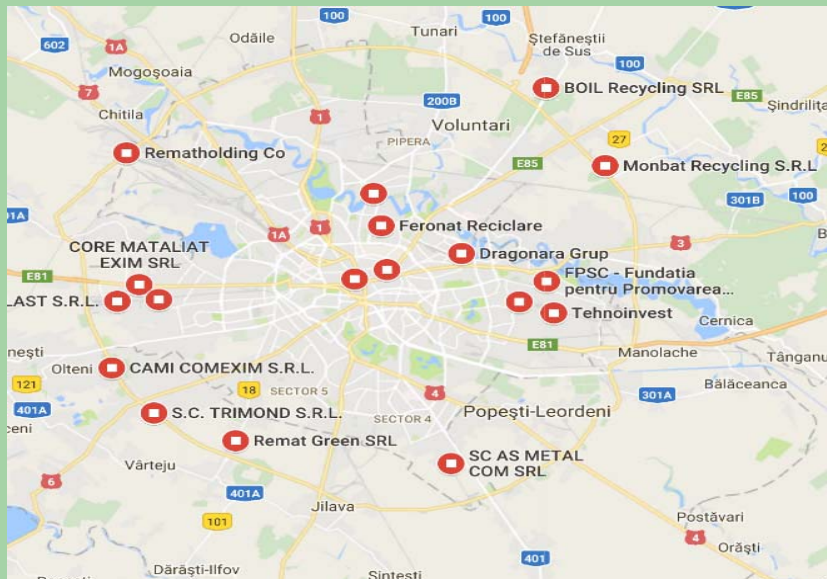 100
100
602
1A
Odăile
Tunari
Ștefăneștii
de Sus
100
Mogoșoaia
7
Chitila
1
200B
BOIL Recycling SRL
E85
Șindrilița
Voluntari
PIPERA
27
2
Rematholding Co
E85
Monbat Recycling S.R.L
301B
100
01A
1A
1
Feronat Reciclare
3
B
CORE MATALIAT
EXIM SRL
Dragonara Grup
E81
FPSC - Fundatia
pentru Promovarea...
LAST S.R.L.
Tehnoinvest
Cernica
E81
nești
Manolache
Tânganu
Olteni
CAMI COMEXIM S.R.L.
121
18
SECTOR 5
4
301A
Bălăceanca
401A
S.C. TRIMOND S.R.L.
SECTOR 4
Popești-Leordeni
ceni
Remat Green SRL
Vârteju
SC AS METAL
COM SRL
6
401A
Jilava
101
Postăvari
4
Orăști
401
Dărăști-Ilfov
Sintești